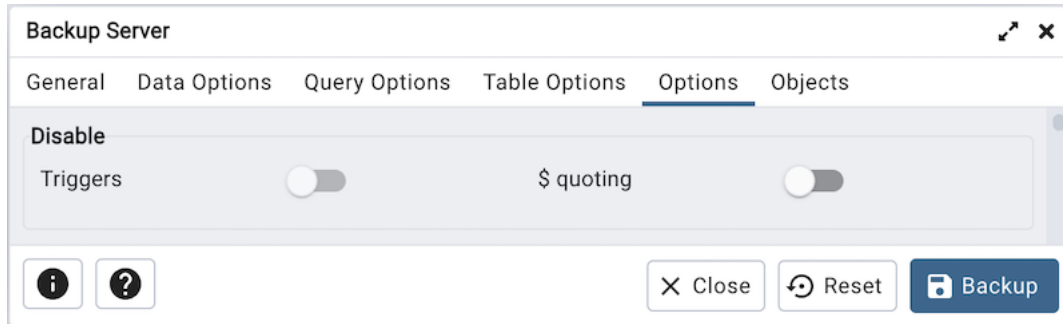 Backup Server
General Data Options Query Options Table Options Options Objects
Disable
Triggers $ quoting
Close Reset Backup